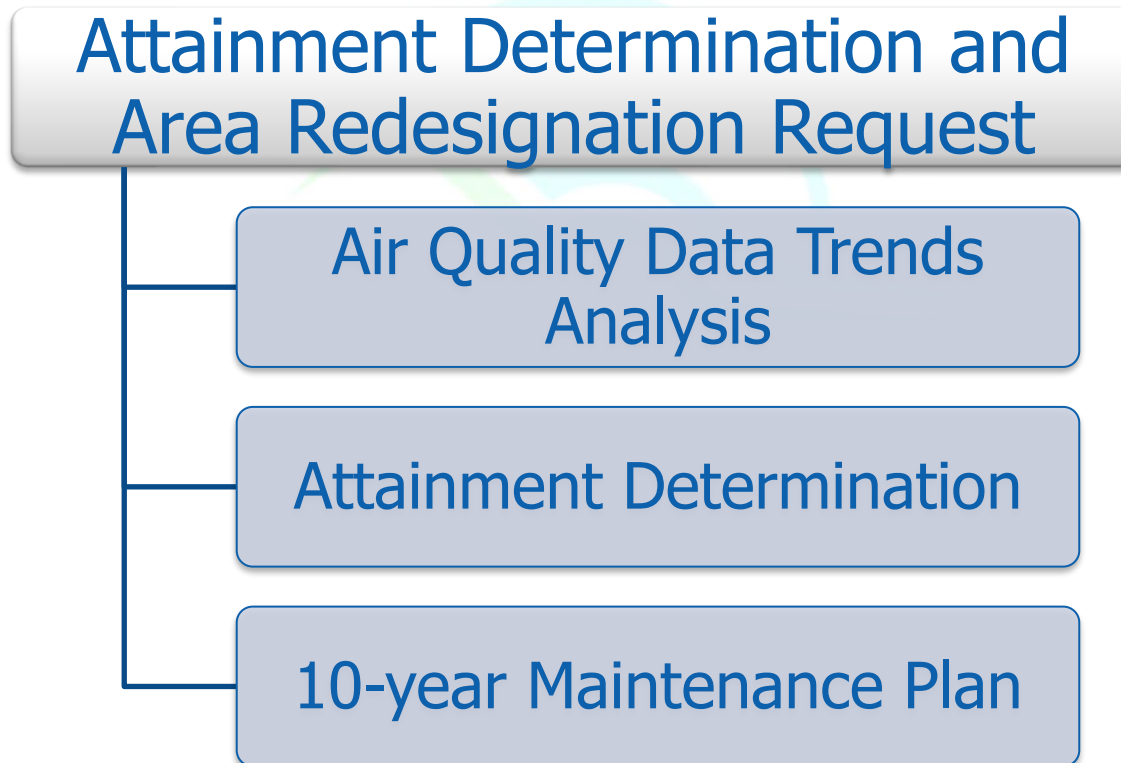 Attainment Determination and
Area Redesignation Request
Air Quality Data Trends
Analysis
Attainment Determination
10-year Maintenance Plan